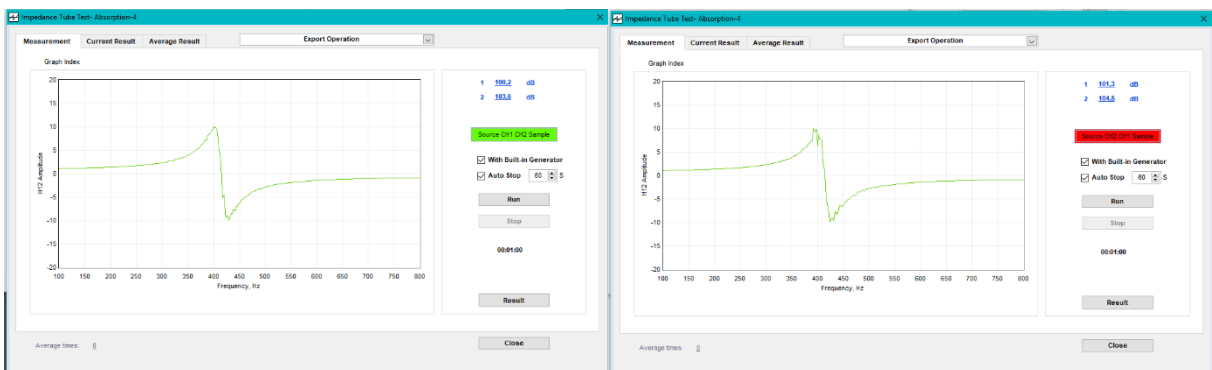 Impedance Tube Test- Absorption-4
Measurement Current Result Average Result Export Operation
Graph Index
20
15
10
5
0
-5
-10
-15
-20
H12 Amplitude
100 150 200 250 300 350 400 450 500 550 600 650 700 750 800
Frequency, Hz
1 100,2 dB
2 103,6 dB
Source CH1 CH2 Sample
With Built-in Generator
Auto Stop 60 S
Run
Stop
00:01:00
Result
Average times: 0
Close
Impedance Tube Test- Absorption-4
Measurement Current Result Average Result Export Operation
Graph Index
20
15
10
5
0
-5
-10
-15
-20
H12 Amplitude
100 150 200 250 300 350 400 450 500 550 600 650 700 750 800
Frequency, Hz
1 101,3 dB
2 104,6 dB
Source CH2 CH1 Sample
With Built-in Generator
Auto Stop 60 S
Run
Stop
00:01:00
Result
Average times: 0
Close